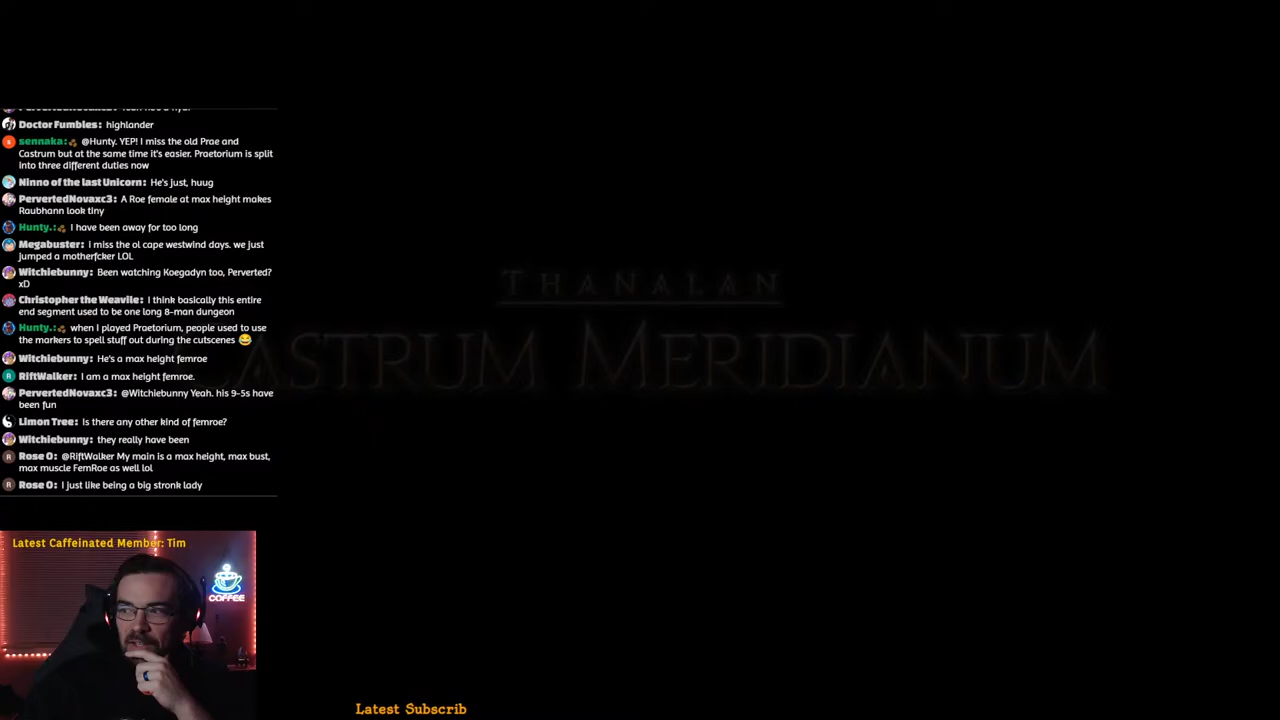 Doctor Fumbles: highlander
sennaka: @Hunty. YEP! I miss the old Prae and
Castrum but at the same time it's easier. Praetorium is split
into three different duties now
Ninno of the last Unicorn: He's just, huug
PervertedNovaxc3: A Roe female at max height makes
Raubhann look tiny
Hunty.: I have been away for too long
Megabuster: I miss the ol cape westwind days. we just
jumped a motherfcker LOL
Witchiebunny: Been watching Koegadyn too, Perverted?
xD
Christopher the Weavile: I think basically this entire
end segment used to be one long 8-man dungeon
Hunty.: when I played Praetorium, people used to use
the markers to spell stuff out during the cutscenes 😂
Witchiebunny: He's a max height femroe
RiftWalker: I am a max height femroe.
PervertedNovaxc3: @Witchiebunny Yeah. his 9-5s have
been fun
Limon Tree: Is there any other kind of femroe?
Witchiebunny: they really have been
Rose O: @RiftWalker My main is a max height, max bust,
max muscle FemRoe as well lol
Rose O: I just like being a big stronk lady
THANALAN
ASTRUM MERIDIANUM
Latest Caffeinated Member: Tim
COFFEE
Latest Subscrib